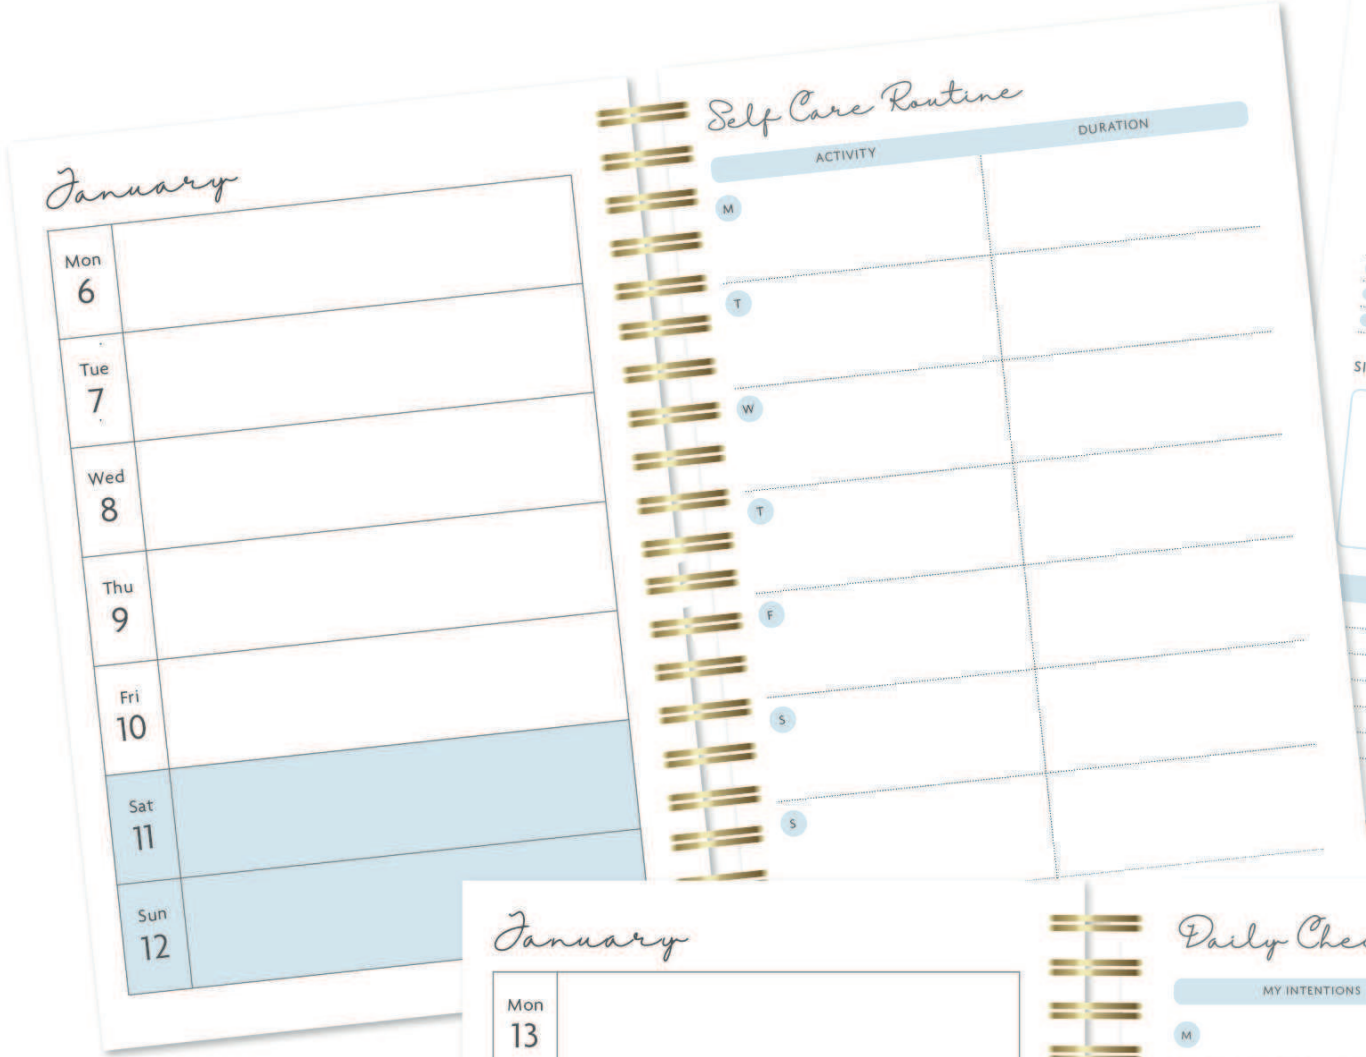 January
Mon
6
Tue
7
Wed
8
Thu
9
Fri
10
Sat
11
Sun
12
Self Care Routine
ACTIVITY DURATION
M
T
W
T
F
S
S
January
Mon
13
Daily
MY INTENTIONS
M